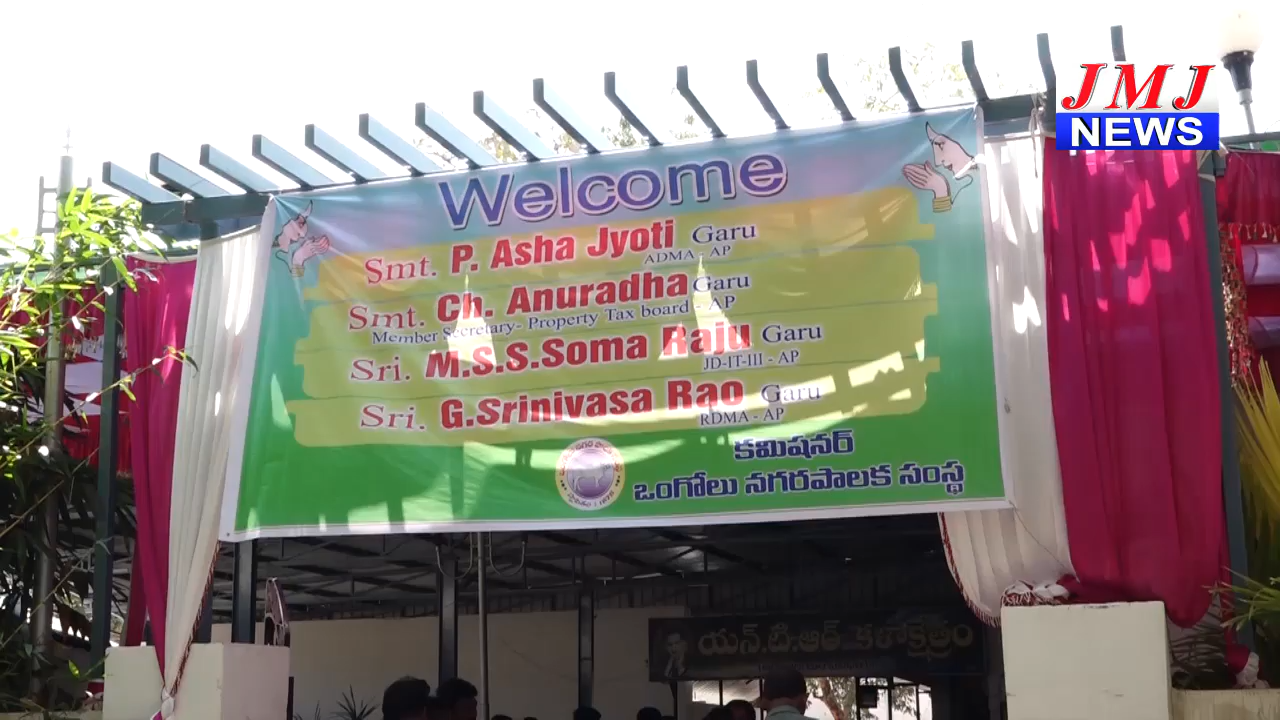 JMJ
NEWS
Welcome
Smt. P. Asha Jyoti Garu
ADMA - AP
Smt. Ch. Anuradha Garu
Member Secretary- Property Tax board - AP
Sri. M.S.S.Soma Raju Garu
JD-IT-III - AP
Sri. G.Srinivasa Rao Garu
RDMA - AP
కమిషనర్
ఒంగోలు నగరపాలక సంస్థ
యన్.టి.ఆర్. కళాక్షేత్రం